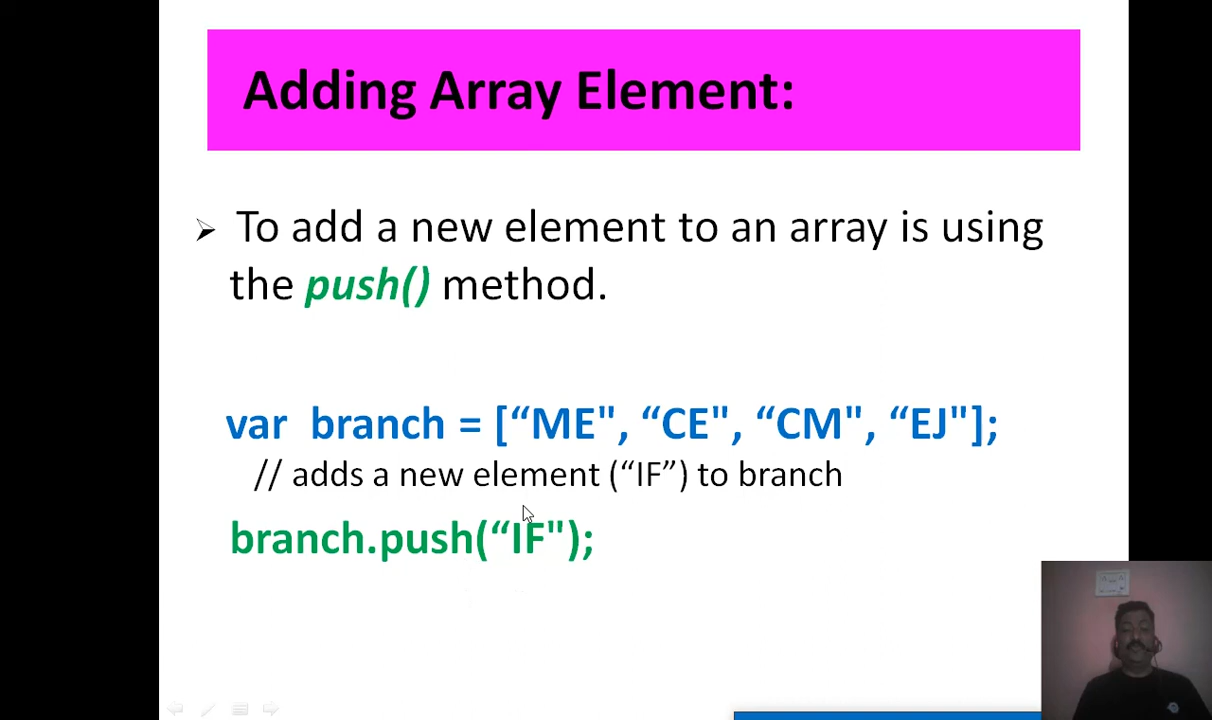 Adding Array Element:
To add a new element to an array is using
the push() method.
var branch = [“ME", “CE", “CM", “EJ"];
// adds a new element (“IF”) to branch
branch.push(“IF");